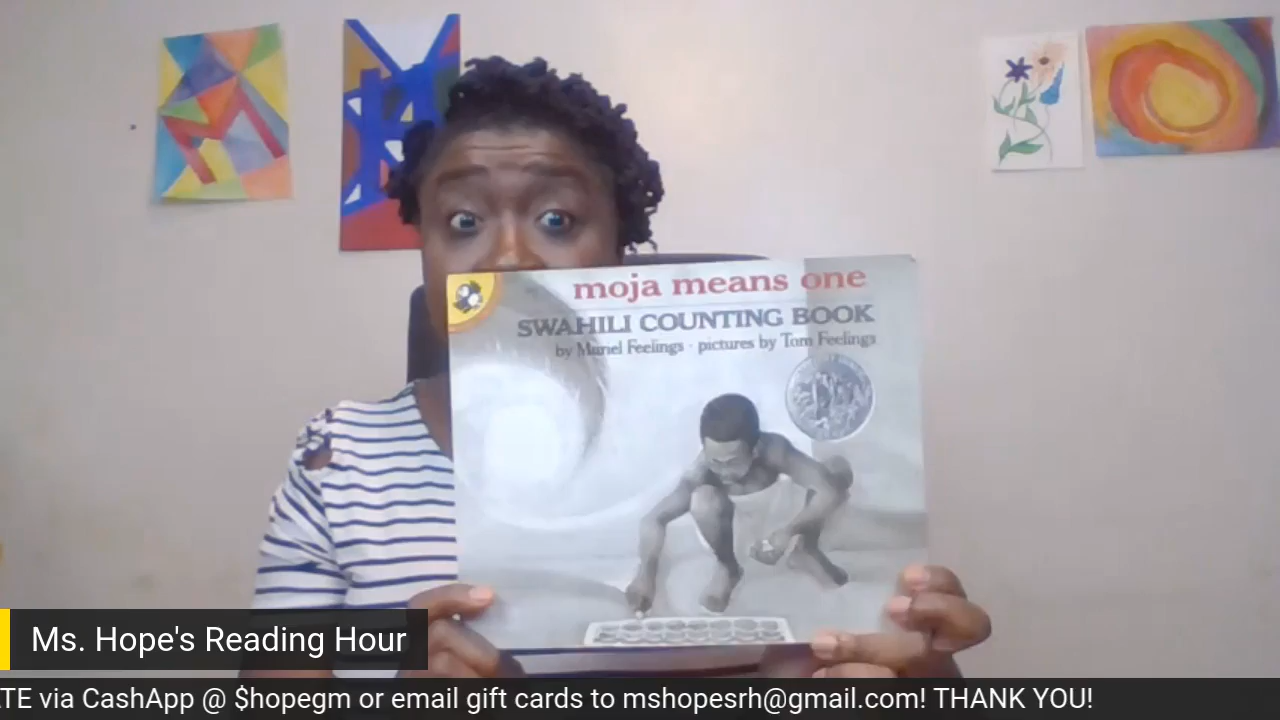 moja means one
SWAHILI COUNTING BOOK
by Muriel Feelings · pictures by Tom Feelings
Ms. Hope's Reading Hour
TE via CashApp @ $hopegm or email gift cards to mshopesrh@gmail.com! THANK YOU!